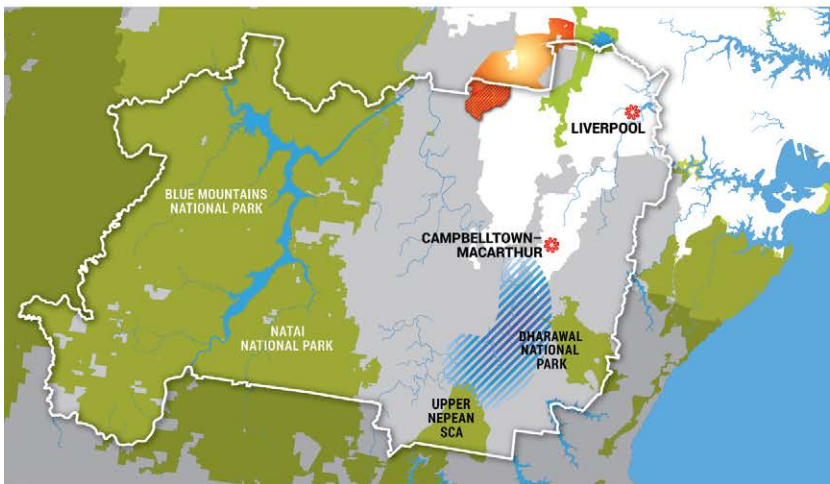 LIVERPOOL
BLUE MOUNTAINS
NATIONAL PARK
CAMPBELLTOWN–
MACARTHUR
NATAI
NATIONAL PARK
DHARAWAL
NATIONAL
PARK
UPPER
NEPEAN
SCA